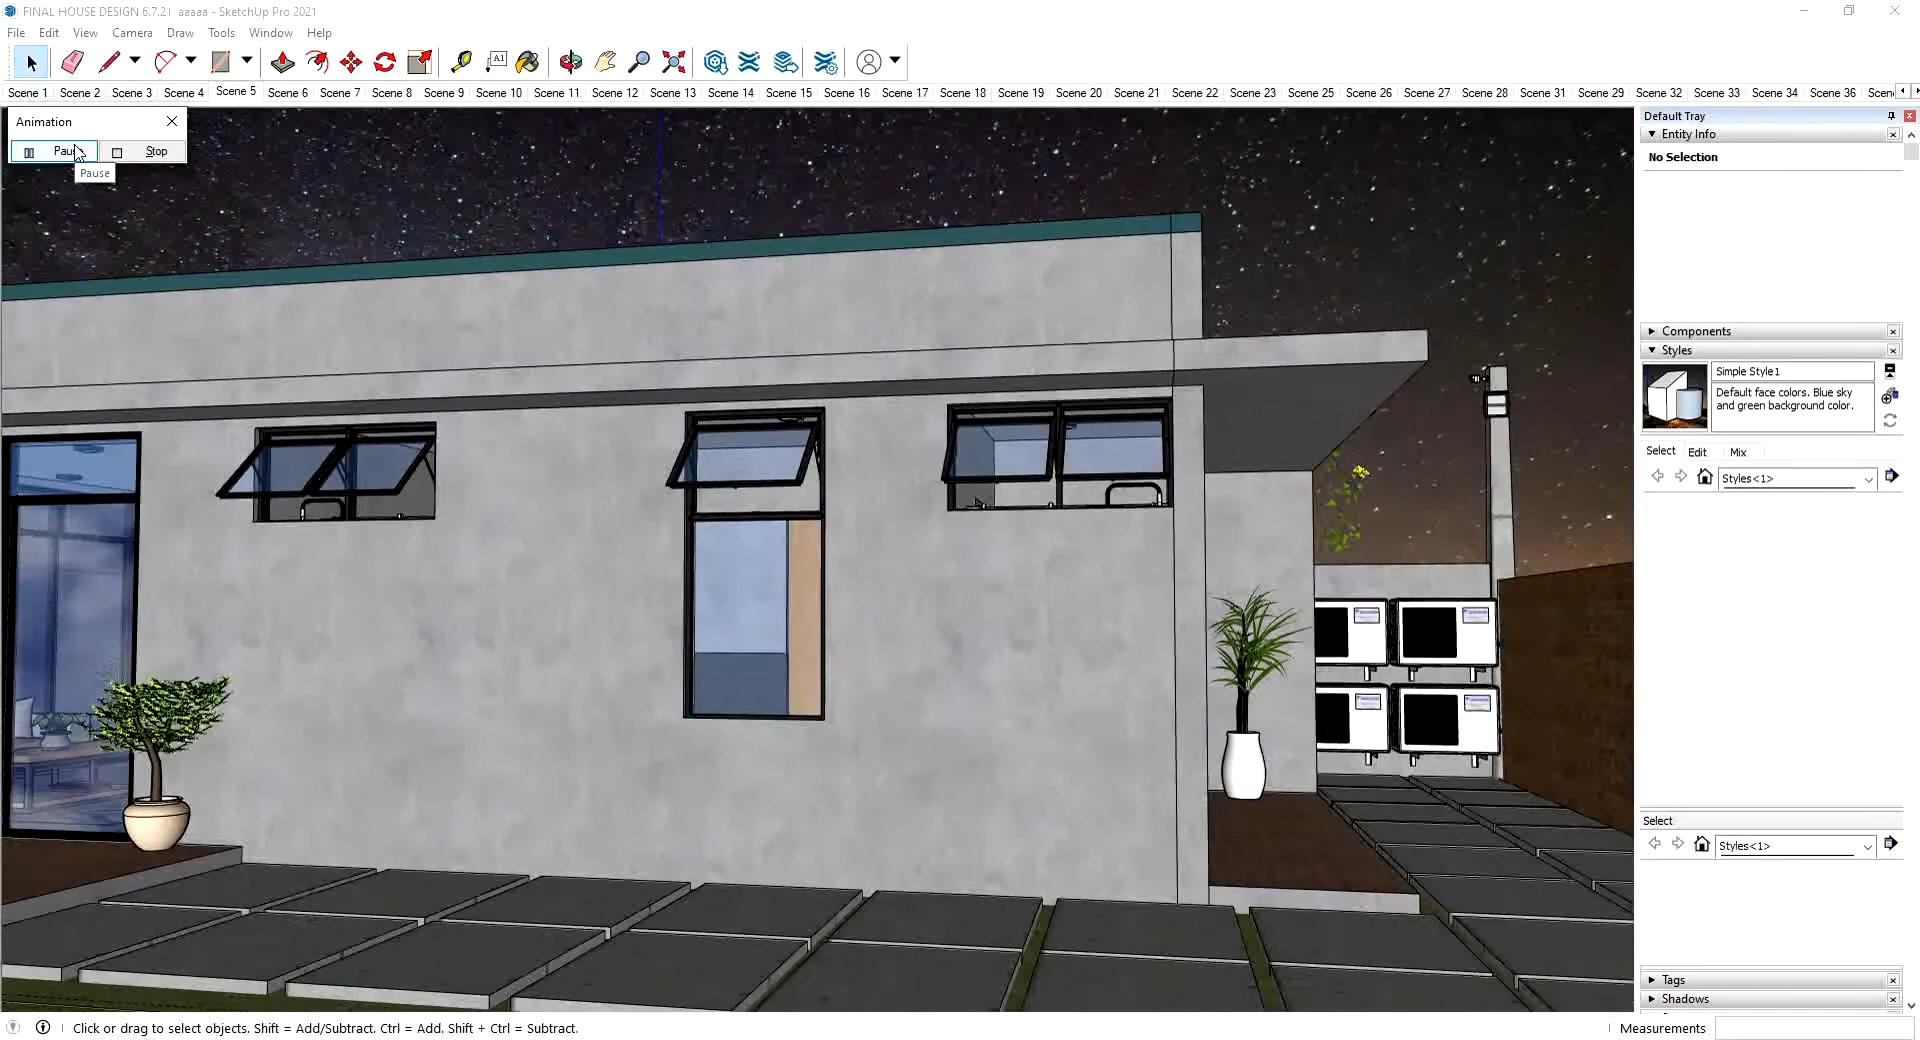 FINAL HOUSE DESIGN 6.7.21 aaaaa - SketchUp Pro 2021
File Edit View Camera Draw Tools Window Help
A1
Scene 1 Scene 2 Scene 3 Scene 4 Scene 5 Scene 6 Scene 7 Scene 8 Scene 9 Scene 10 Scene 11 Scene 12 Scene 13 Scene 14 Scene 15 Scene 16 Scene 17 Scene 18 Scene 19 Scene 20 Scene 21 Scene 22 Scene 23 Scene 25 Scene 26 Scene 27 Scene 28 Scene 31 Scene 29 Scene 32 Scene 33 Scene 34 Scene 36
Animation
Stop
Pause
Default Tray
Entity Info
No Selection
Components
Styles
Simple Style1
Default face colors. Blue sky
and green background color.
Select Edit Mix
Styles<1>
Select
Styles<1>
Tags
Shadows
Click or drag to select objects. Shift = Add/Subtract. Ctrl = Add. Shift + Ctrl = Subtract.
Measurements